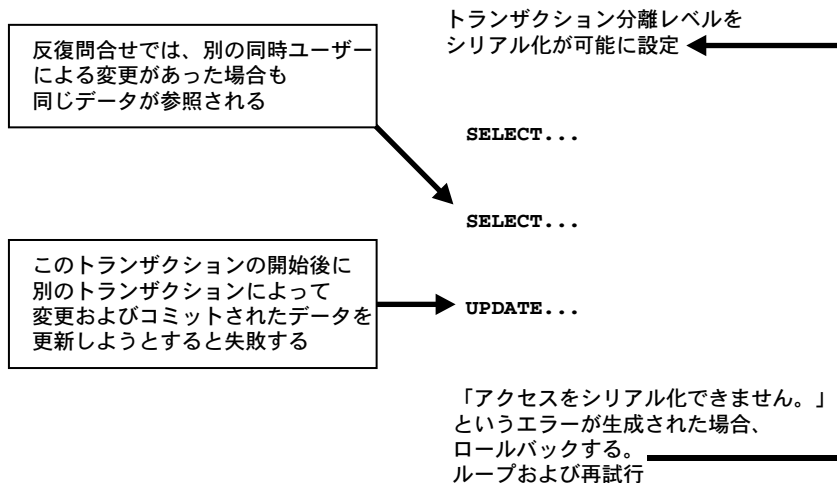 トランザクション分離レベルを
シリアル化が可能に設定
反復問合せでは、別の同時ユーザー
による変更があった場合も
同じデータが参照される
SELECT...
SELECT...
このトランザクションの開始後に
別のトランザクションによって
変更およびコミットされたデータを
更新しようとすると失敗する
UPDATE...
「アクセスをシリアル化できません。」
というエラーが生成された場合、
ロールバックする。
ループおよび再試行